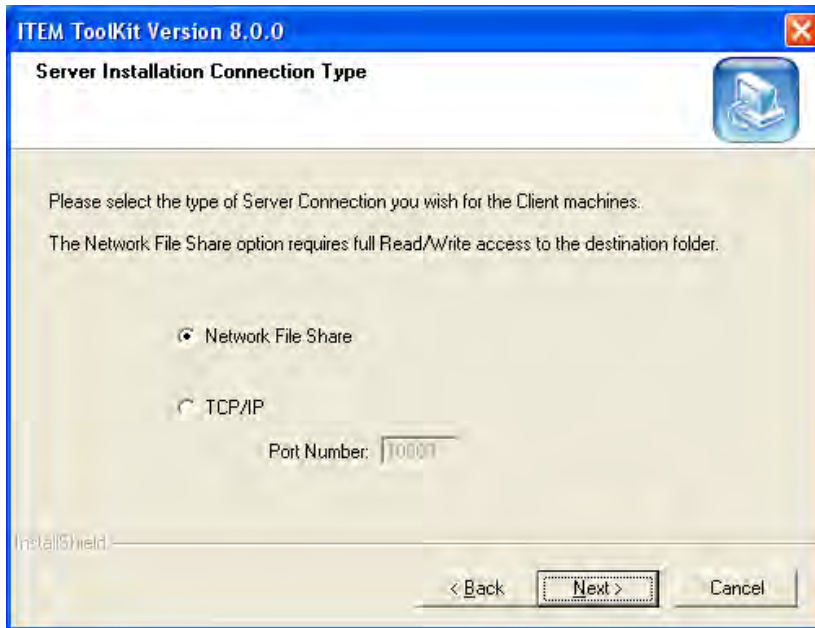 ITEM ToolKit Version 8.0.0
Server Installation Connection Type
Please select the type of Server Connection you wish for the Client machines.
The Network File Share option requires full Read/Write access to the destination folder.
Network File Share
TCP/IP
Port Number:
InstallShield
< Back Next > Cancel